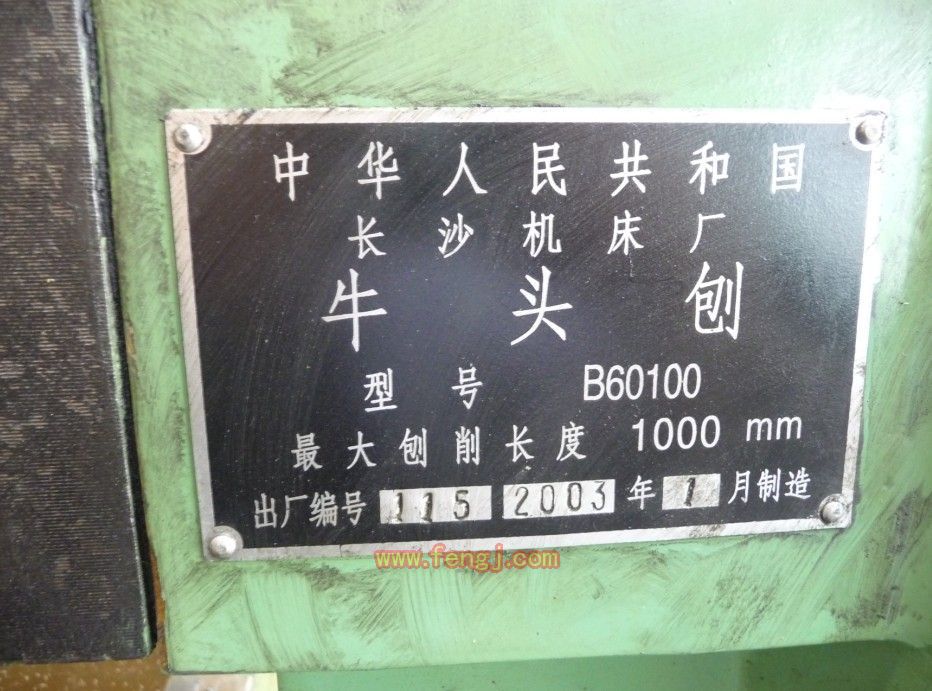 中华人民共和国
长沙机床厂
牛头刨
型号 B60100
最大刨削长度 1000 mm
出厂编号 115 2003 年 1 月制造
www.fengj.com